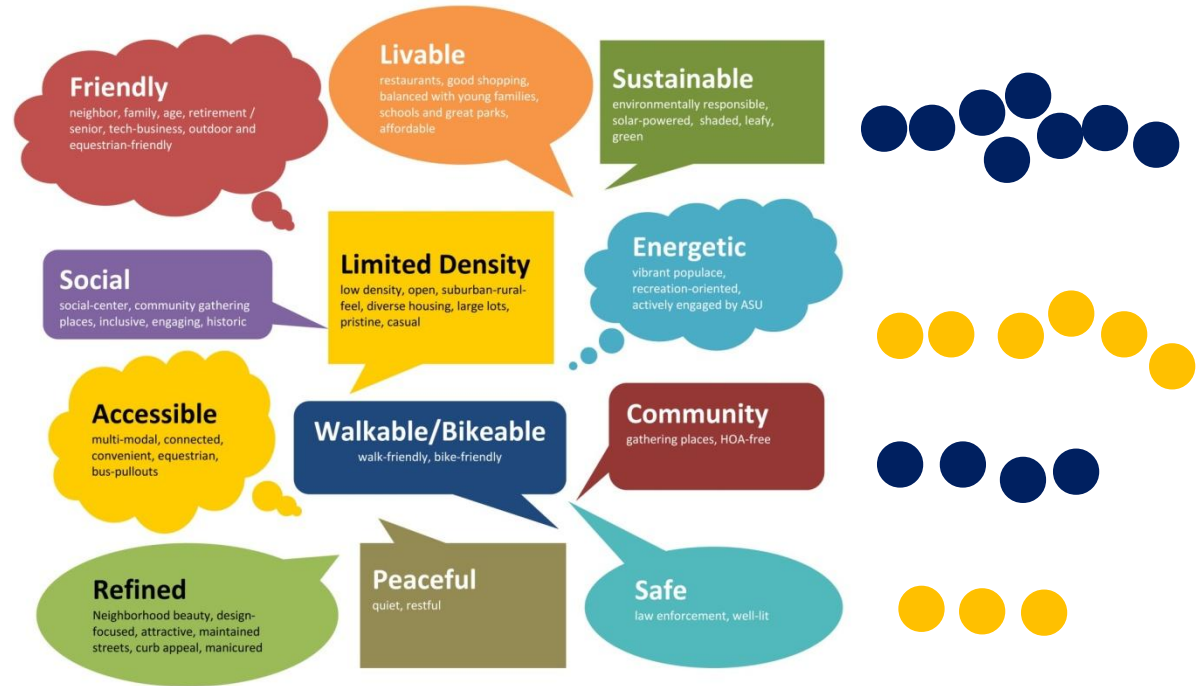 Friendly
neighbor, family, age, retirement /
senior, tech-business, outdoor and
equestrian-friendly
Livable
restaurants, good shopping,
balanced with young families,
schools and great parks,
affordable
Sustainable
environmentally responsible,
solar-powered, shaded, leafy,
green
Social
social-center, community gathering
places, inclusive, engaging, historic
Limited Density
low density, open, suburban-rural-
feel, diverse housing, large lots,
pristine, casual
Energetic
vibrant populace,
recreation-oriented,
actively engaged by ASU
Accessible
multi-modal, connected,
convenient, equestrian,
bus-pullouts
Walkable/Bikeable
walk-friendly, bike-friendly
Community
gathering places, HOA-free
Refined
Neighborhood beauty, design-
focused, attractive, maintained
streets, curb appeal, manicured
Peaceful
quiet, restful
Safe
law enforcement, well-lit